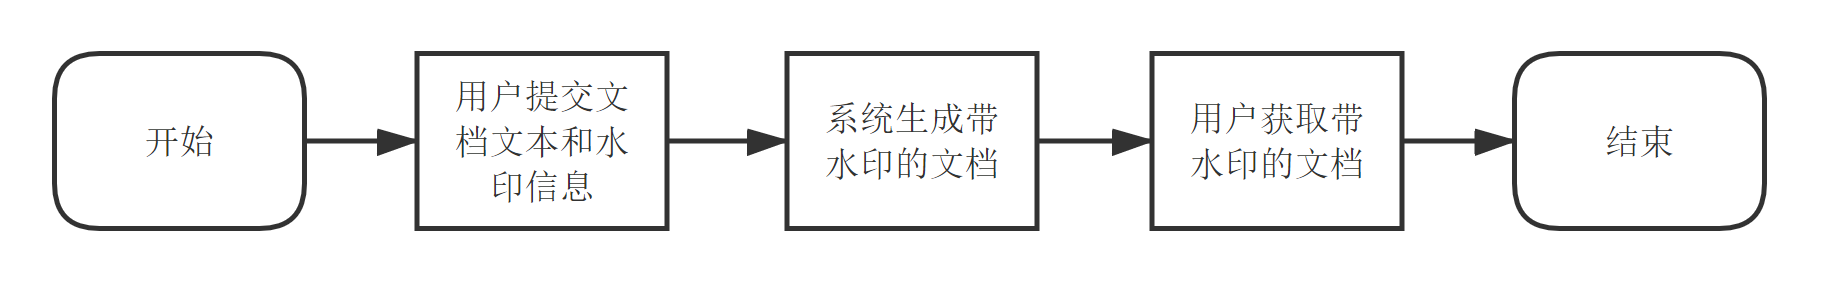 开始
用户提交文
档文本和水
印信息
系统生成带
水印的文档
用户获取带
水印的文档
结束